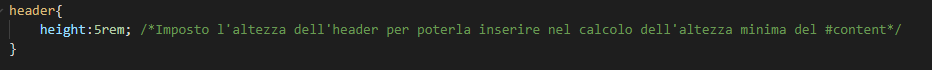 header{
height:5rem; /*Imposto l'altezza dell'header per poterla inserire nel calcolo dell'altezza minima del #content*/
}